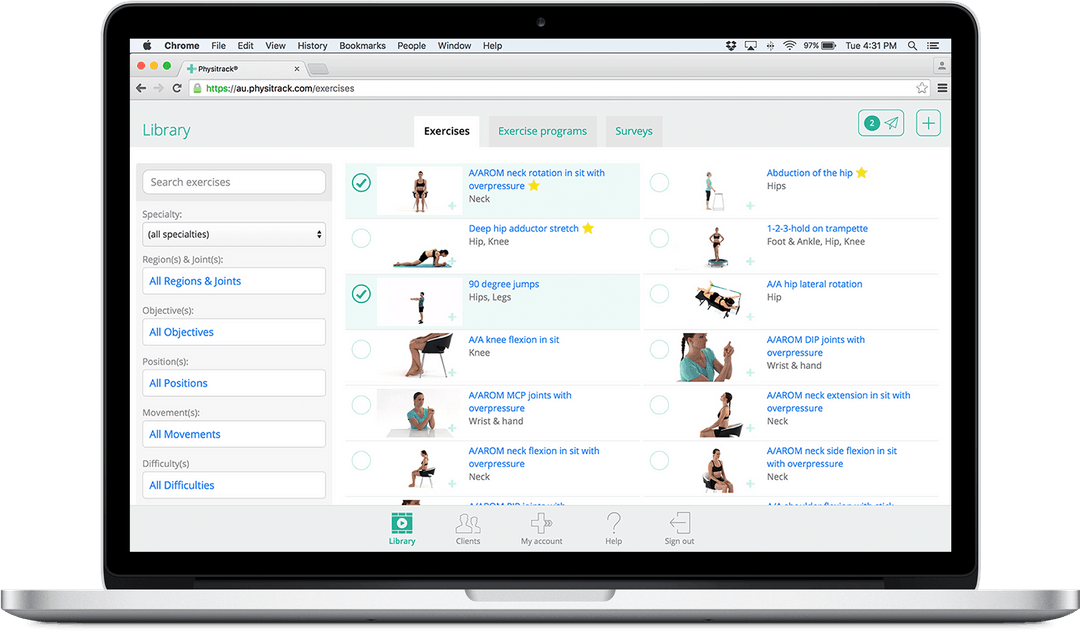 Chrome File Edit View History Bookmarks People Window Help 97% Tue 4:31 PM
Physitrack®
https://au.physitrack.com/exercises
Library
Exercises
Exercise programs
Surveys
2
Search exercises
Specialty:
(all specialties)
Region(s) & Joint(s):
All Regions & Joints
Objective(s):
All Objectives
Position(s):
All Positions
Movement(s):
All Movements
Difficulty(s)
All Difficulties
A/AROM neck rotation in sit with
overpressure
Neck
Abduction of the hip
Hips
Deep hip adductor stretch
Hip, Knee
1-2-3-hold on trampette
Foot & Ankle, Hip, Knee
90 degree jumps
Hips, Legs
A/A hip lateral rotation
Hip
A/A knee flexion in sit
Knee
A/AROM DIP joints with
overpressure
Wrist & hand
A/AROM MCP joints with
overpressure
Wrist & hand
A/AROM neck extension in sit with
overpressure
Neck
A/AROM neck flexion in sit with
overpressure
Neck
A/AROM neck side flexion in sit
with overpressure
Neck
Library
Clients
My account
Help
Sign out